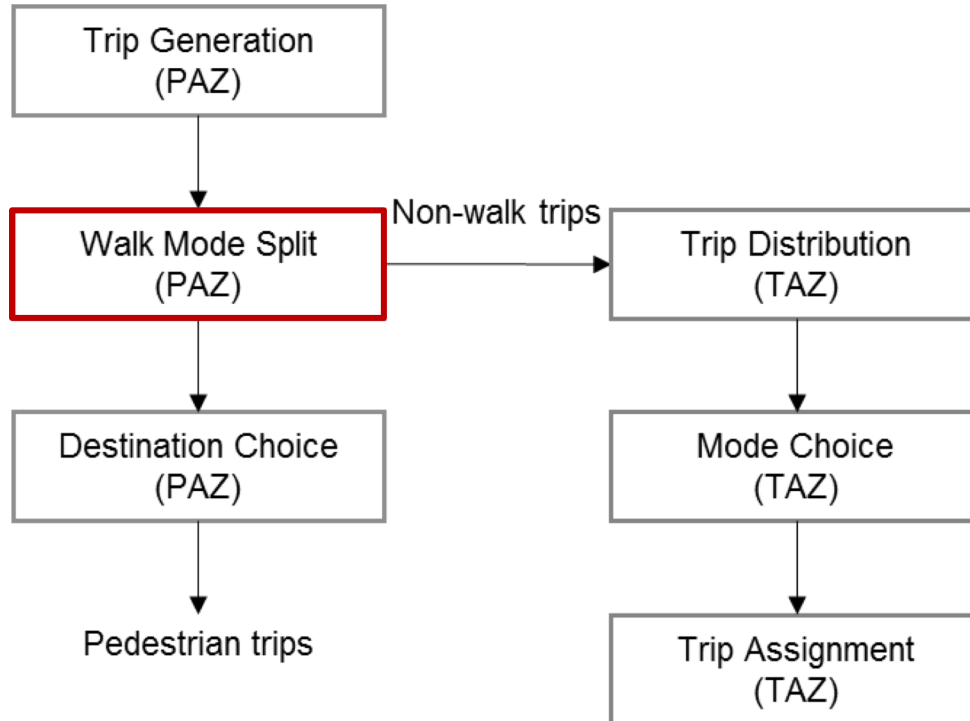 Trip Generation
(PAZ)
Walk Mode Split
(PAZ)
Non-walk trips
Trip Distribution
(TAZ)
Destination Choice
(PAZ)
Mode Choice
(TAZ)
Pedestrian trips
Trip Assignment
(TAZ)